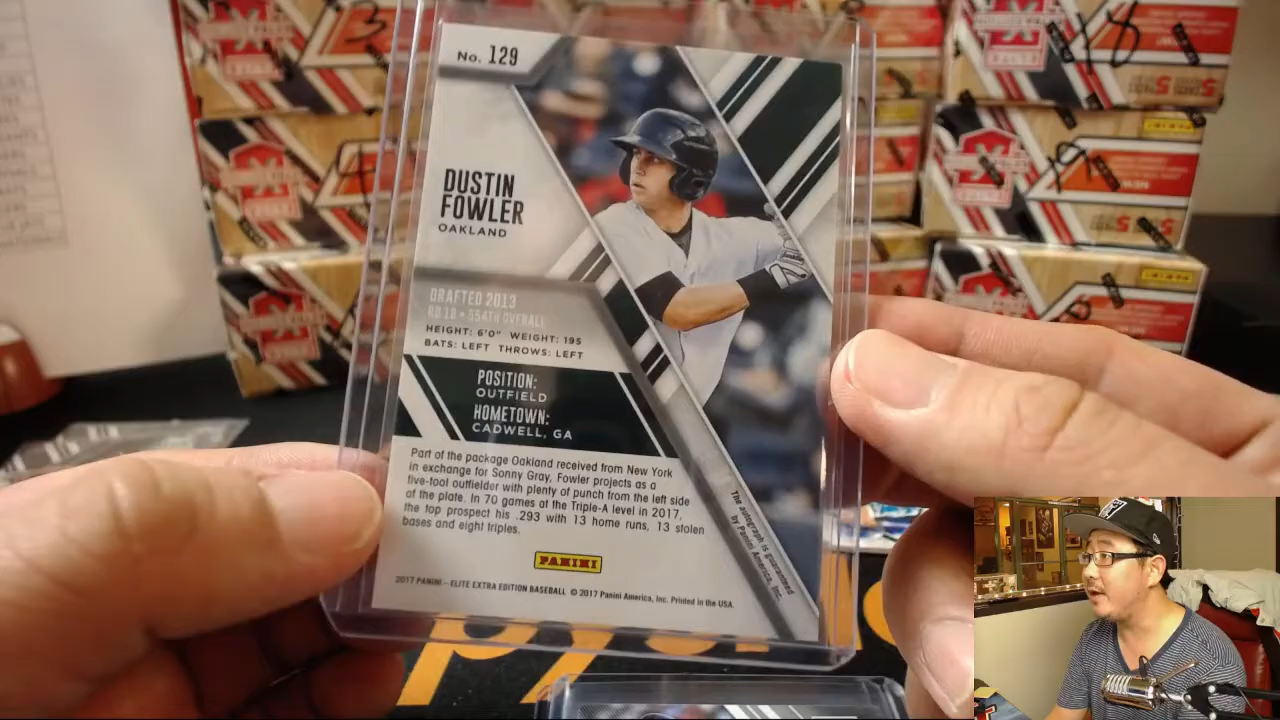 No. 129
DUSTIN
FOWLER
OAKLAND
DRAFTED 2013
RD 18 • 554TH OVERALL
HEIGHT: 6'0" WEIGHT: 195
BATS: LEFT THROWS: LEFT
POSITION:
OUTFIELD
HOMETOWN:
CADWELL, GA
Part of the package Oakland received from New York
in exchange for Sonny Gray, Fowler projects as a
five-tool outfielder with plenty of punch from the left side
of the plate. In 70 games at the Triple-A level in 2017,
the top prospect his .293 with 13 home runs, 13 stolen
bases and eight triples.
The autograph is guaranteed
by Panini America, Inc.
PANINI
2017 PANINI – ELITE EXTRA EDITION BASEBALL © 2017 Panini America, Inc. Printed in the USA.
3
4
18
19